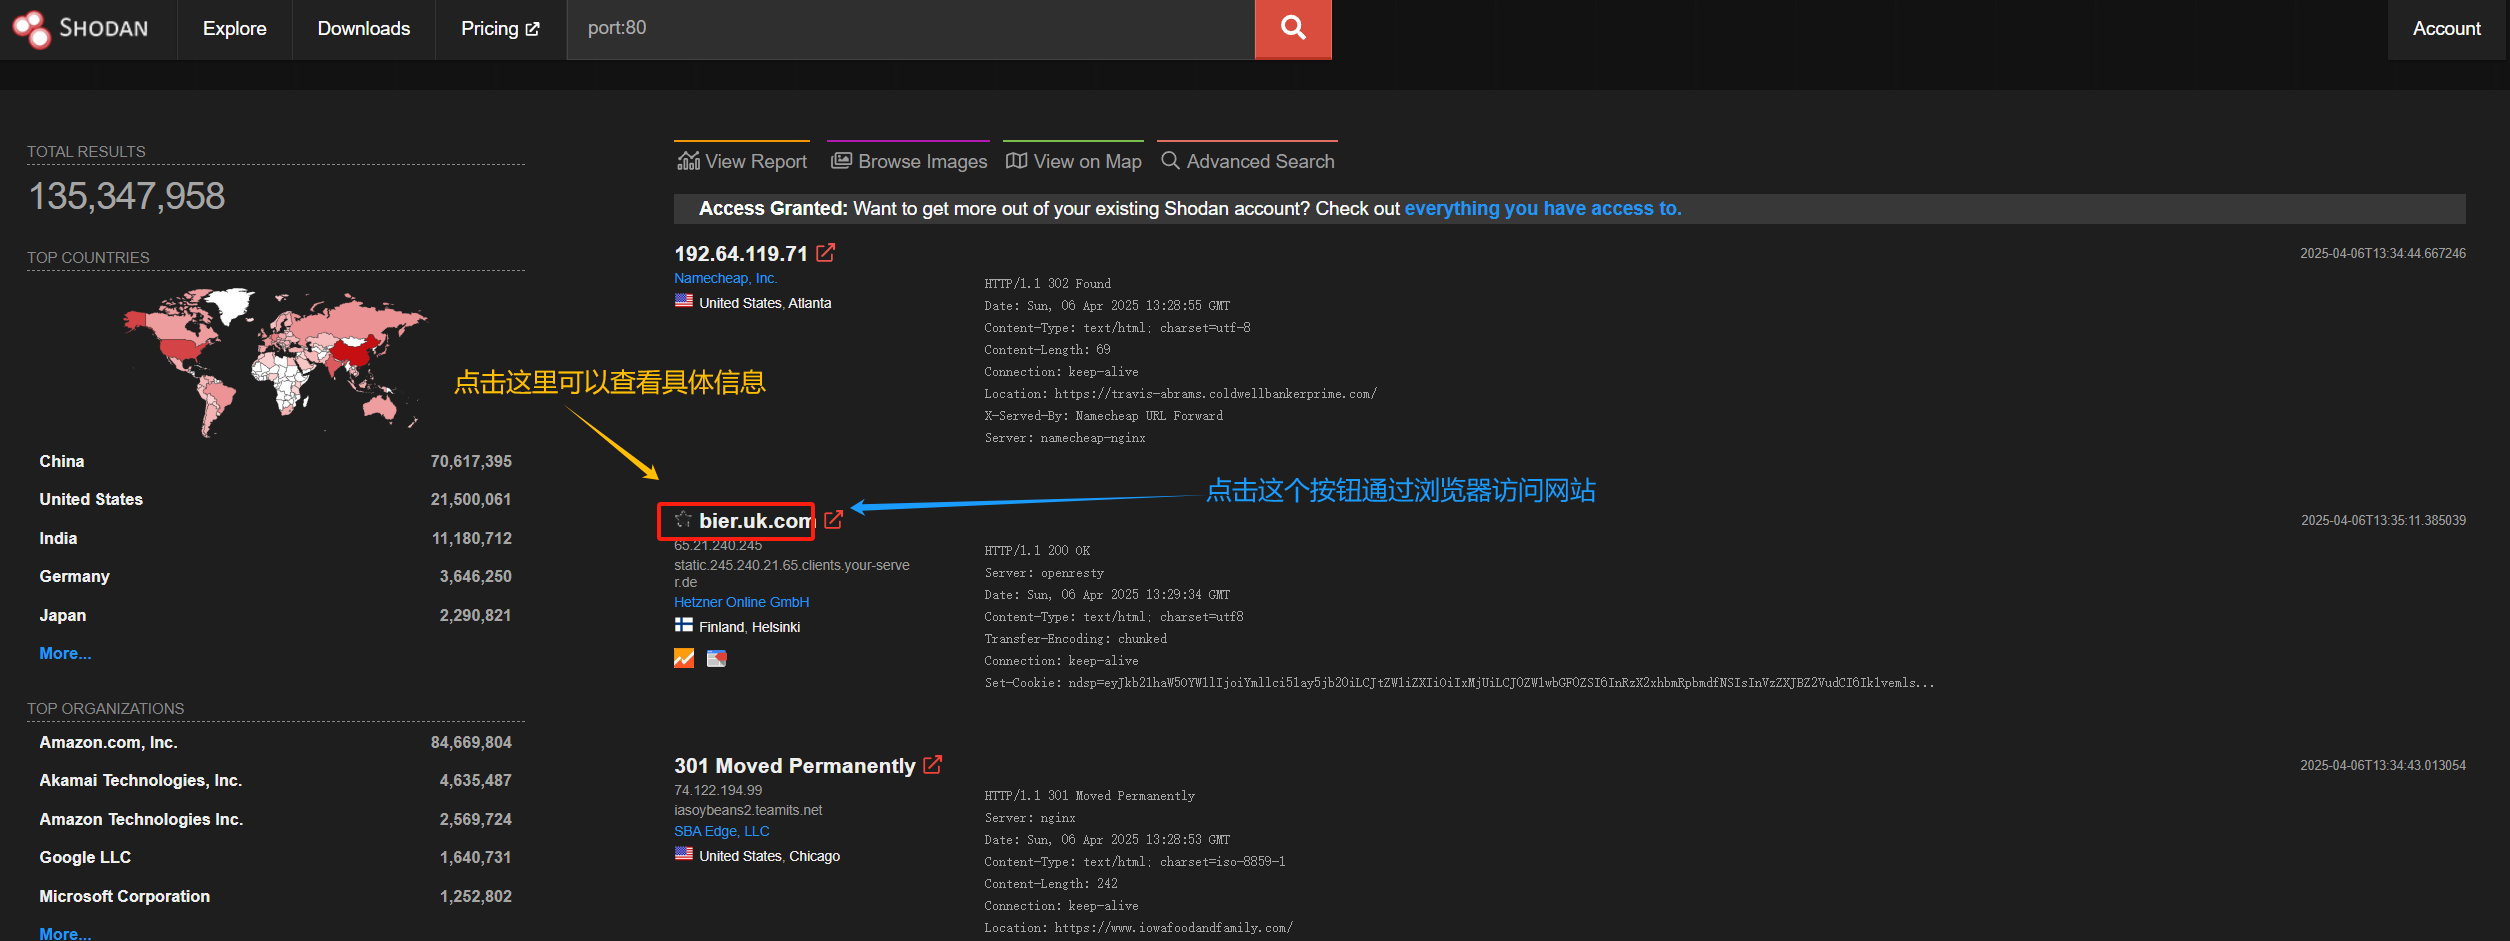 SHODAN
Explore
Downloads
Pricing
port:80
Account
TOTAL RESULTS
135,347,958
TOP COUNTRIES
China 70,617,395
United States 21,500,061
India 11,180,712
Germany 3,646,250
Japan 2,290,821
More...
TOP ORGANIZATIONS
Amazon.com, Inc. 84,669,804
Akamai Technologies, Inc. 4,635,487
Amazon Technologies Inc. 2,569,724
Google LLC 1,640,731
Microsoft Corporation 1,252,802
More...
View Report
Browse Images
View on Map
Advanced Search
Access Granted: Want to get more out of your existing Shodan account? Check out everything you have access to.
192.64.119.71
2025-04-06T13:34:44.667246
Namecheap, Inc.
United States, Atlanta
HTTP/1.1 302 Found
Date: Sun, 06 Apr 2025 13:28:55 GMT
Content-Type: text/html; charset=utf-8
Content-Length: 69
Connection: keep-alive
Location: https://travis-abrams.coldwellbankerprime.com/
X-Served-By: Namecheap URL Forward
Server: namecheap-nginx
点击这里可以查看具体信息
点击这个按钮通过浏览器访问网站
bier.uk.com
2025-04-06T13:35:11.385039
65.21.240.245
static.245.240.21.65.clients.your-serve
r.de
Hetzner Online GmbH
Finland, Helsinki
HTTP/1.1 200 OK
Server: openresty
Date: Sun, 06 Apr 2025 13:29:34 GMT
Content-Type: text/html; charset=utf8
Transfer-Encoding: chunked
Connection: keep-alive
Set-Cookie:
301 Moved Permanently
2025-04-06T13:34:43.013054
74.122.194.99
iasoybeans2.teamits.net
SBA Edge, LLC
United States, Chicago
HTTP/1.1 301 Moved Permanently
Server: nginx
Date: Sun, 06 Apr 2025 13:28:53 GMT
Content-Type: text/html; charset=iso-8859-1
Content-Length: 242
Connection: keep-alive
Location: https://www.iowafoodandfamily.com/